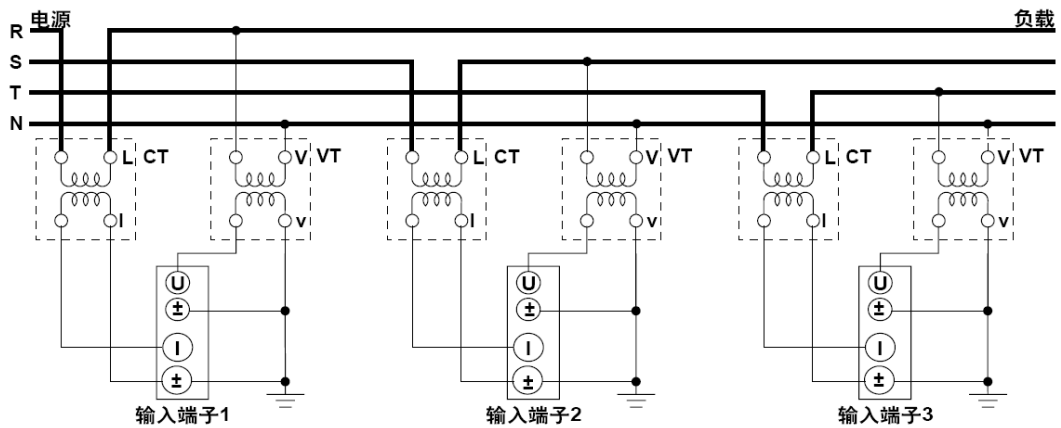 电源 负载
R
S
T
N
L CT V VT L CT V VT L CT V VT
l v l v l v
U U U
± ± ±
I I I
± ± ±
输入端子1 输入端子2 输入端子3